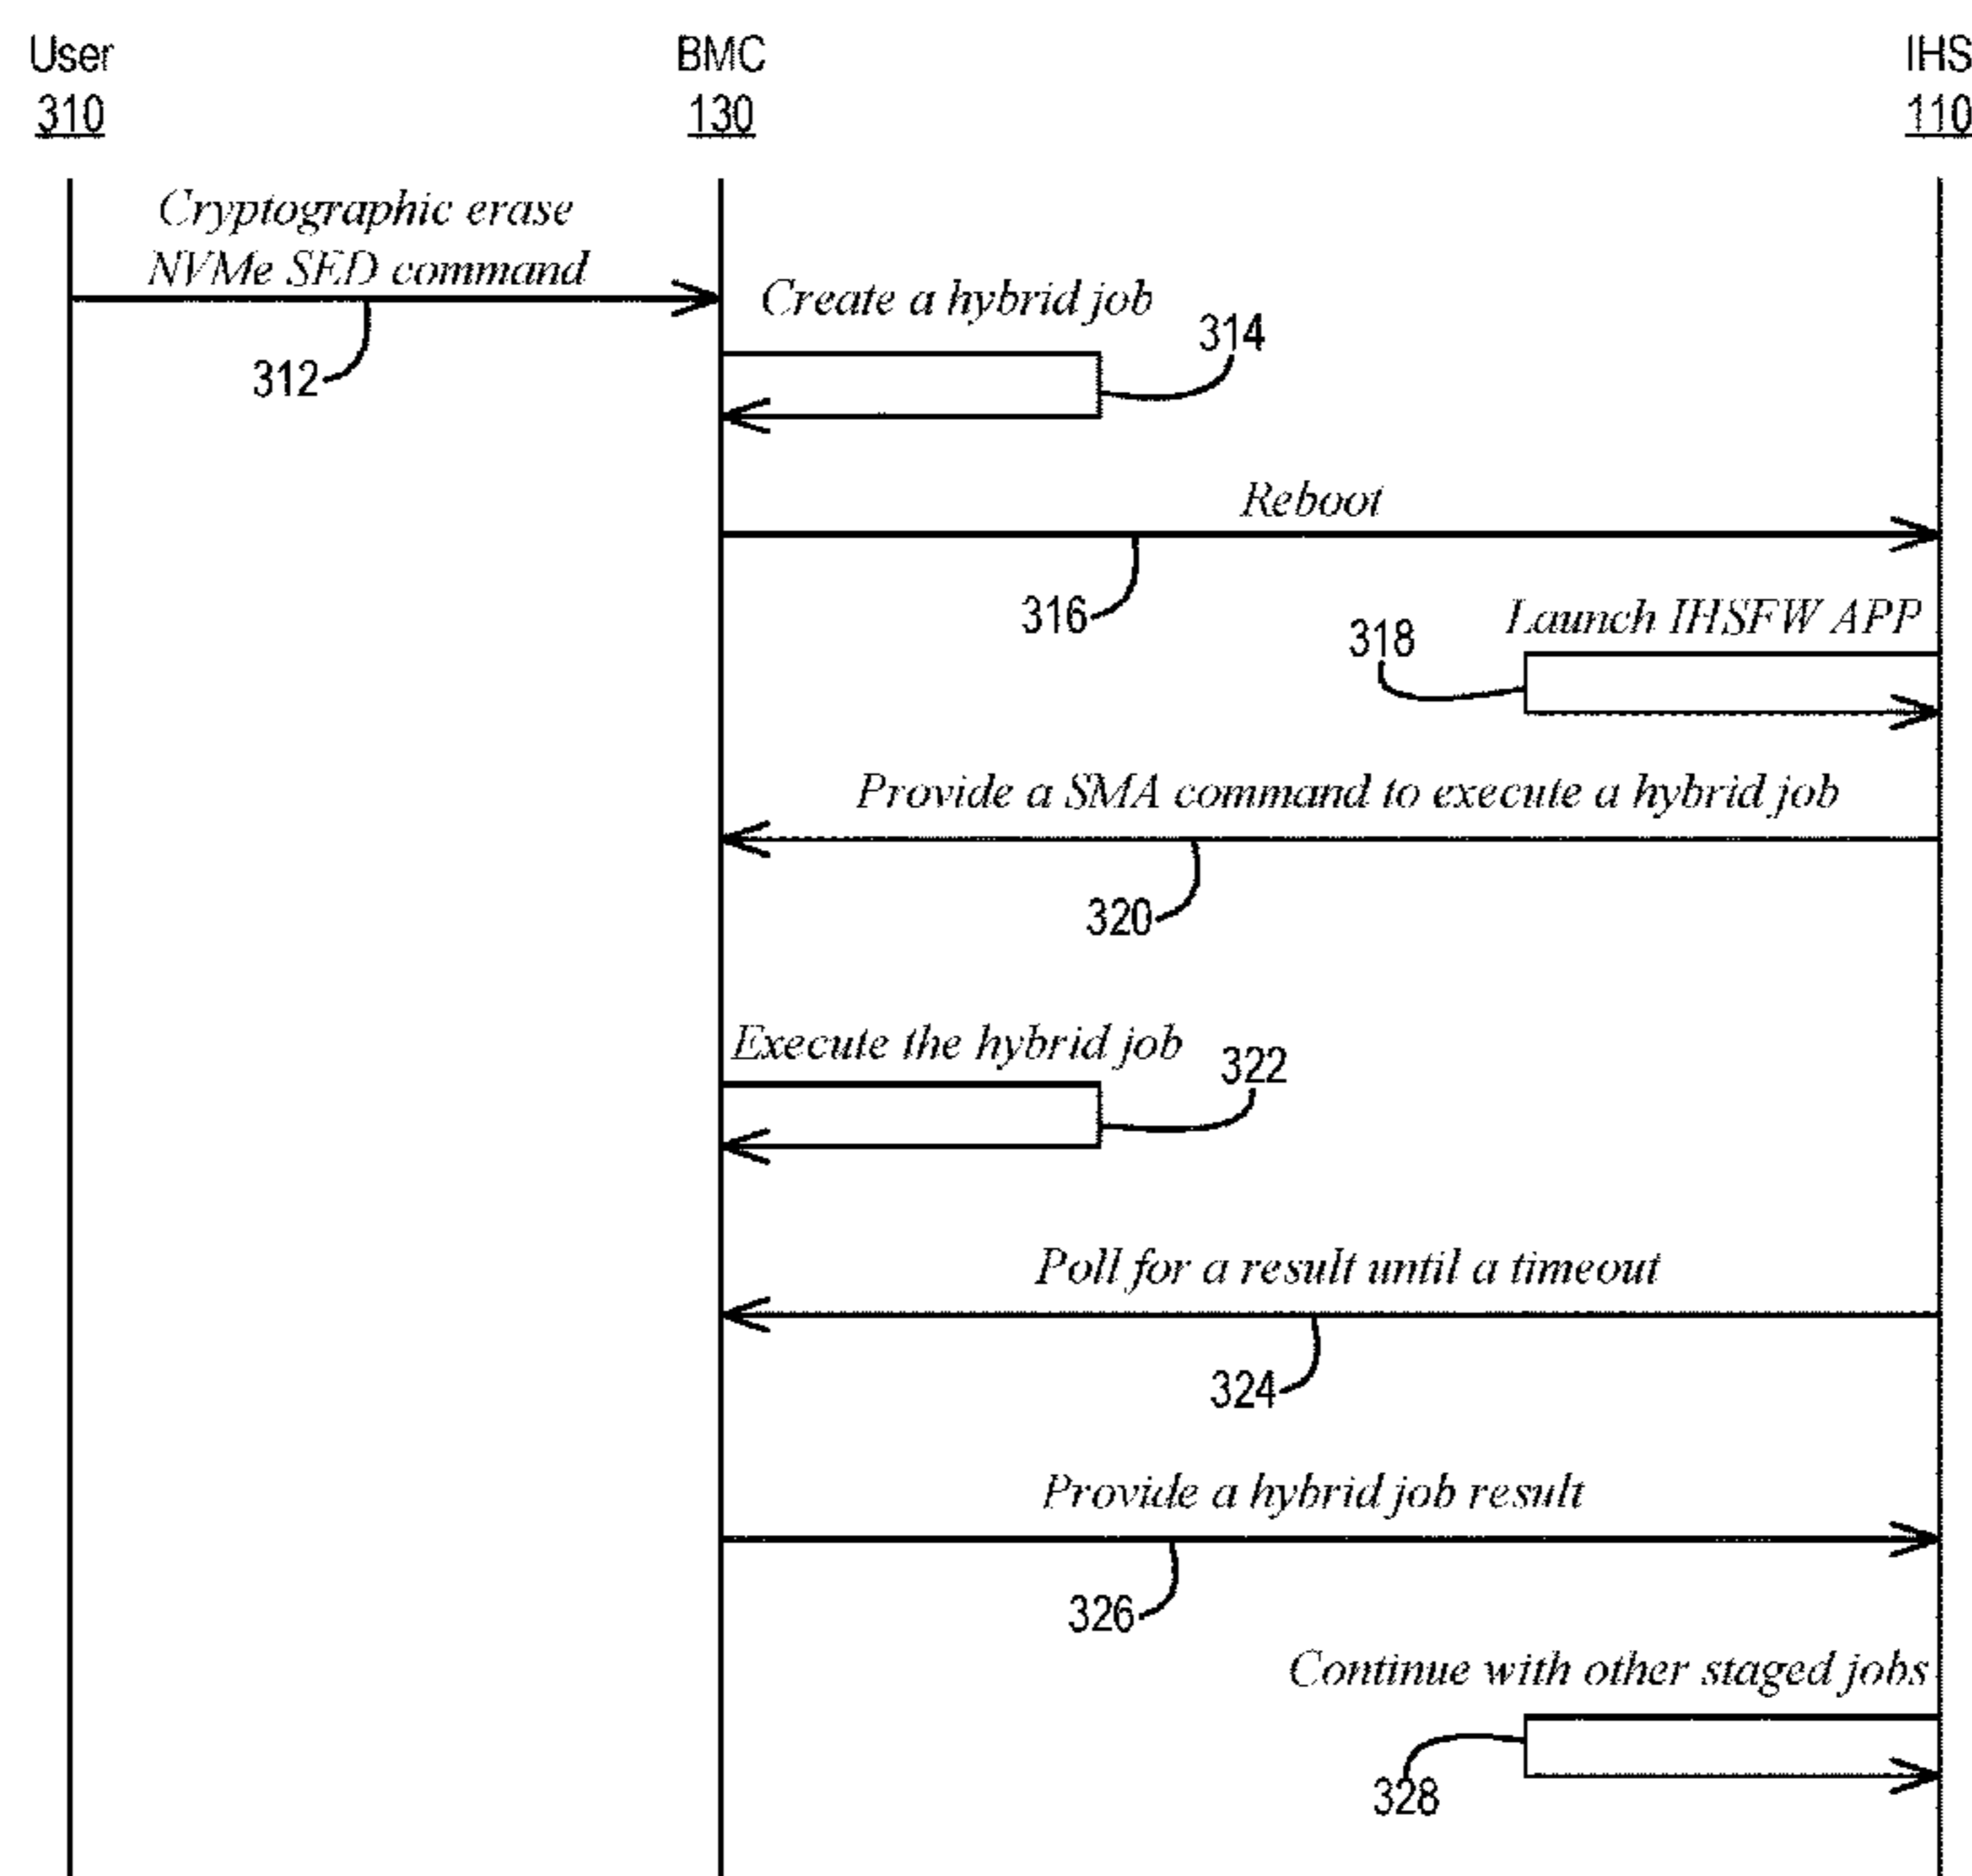 User
310
BMC
130
IHS
110
Cryptographic erase
NVMe SED command
312
Create a hybrid job
314
Reboot
316
Launch IHSFW APP
318
Provide a SMA command to execute a hybrid job
320
Execute the hybrid job
322
Poll for a result until a timeout
324
Provide a hybrid job result
326
Continue with other staged jobs
328